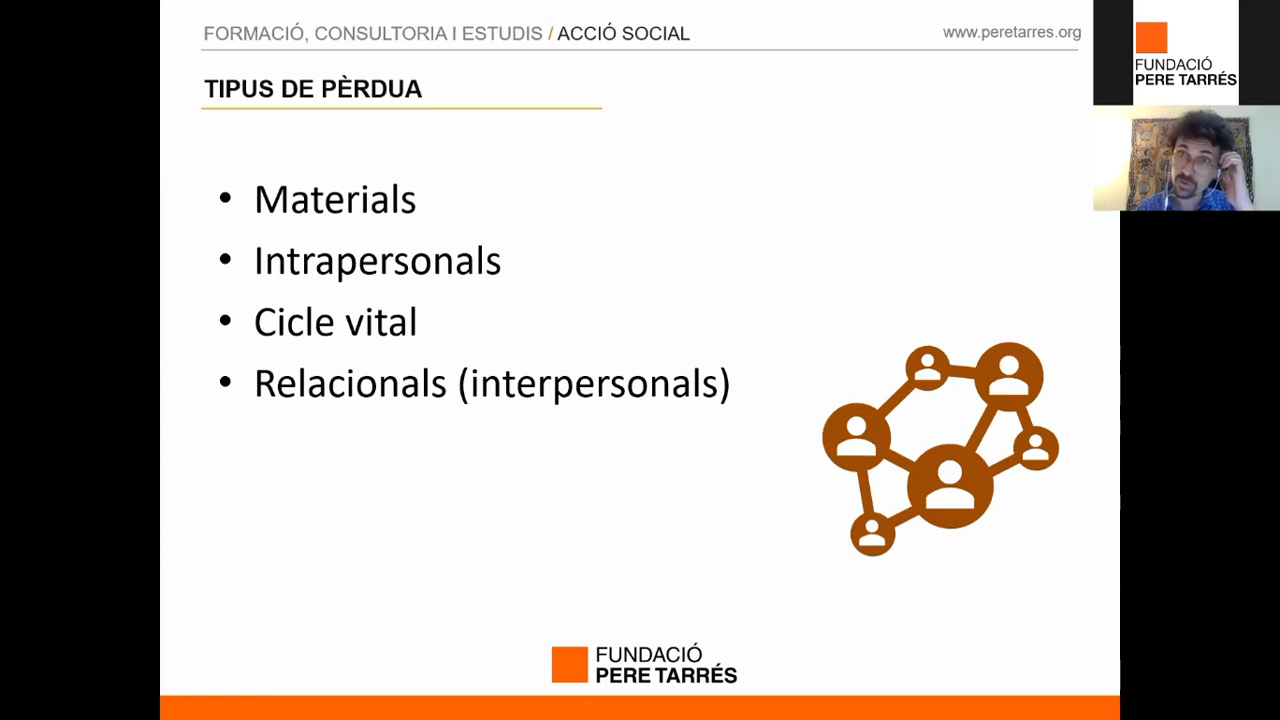 FORMACIÓ, CONSULTORIA I ESTUDIS / ACCIÓ SOCIAL
www.peretarres.org
FUNDACIÓ
PERE TARRÉS
TIPUS DE PÈRDUA
• Materials
• Intrapersonals
• Cicle vital
• Relacionals (interpersonals)
FUNDACIÓ
PERE TARRÉS